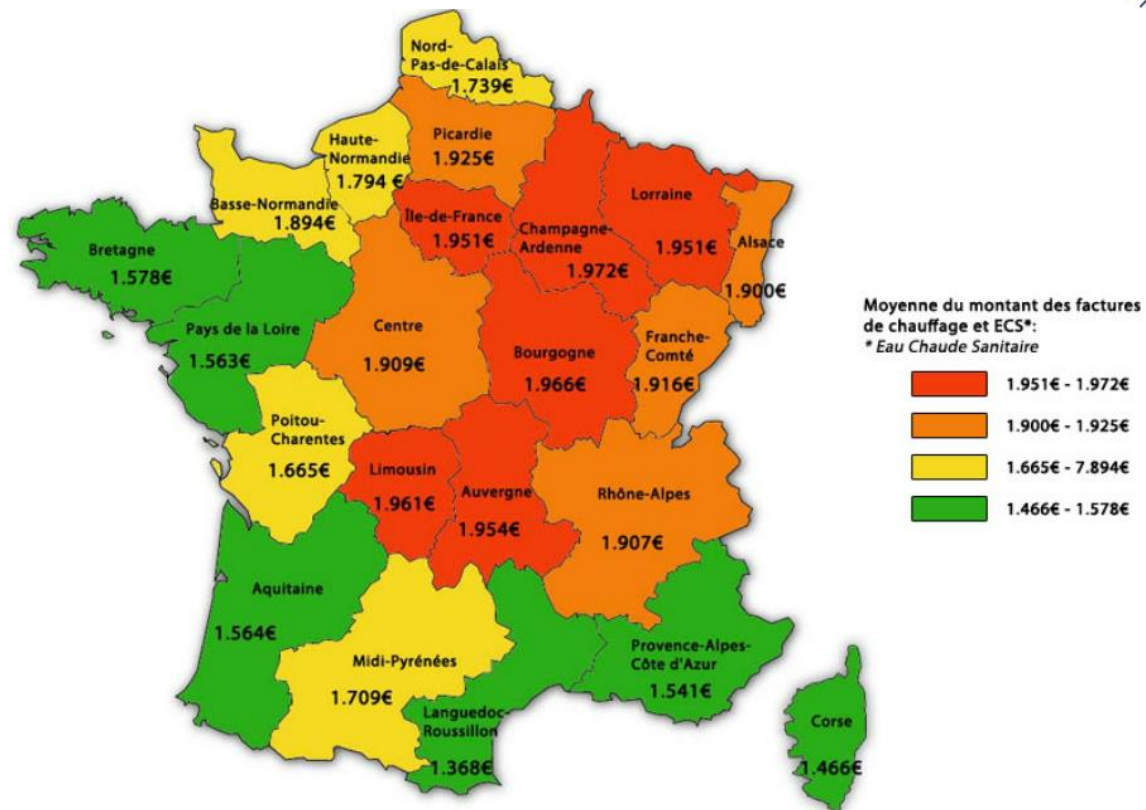 Nord-
Pas-de-Calais
1.739€
Picardie
1.925€
Haute-
Normandie
1.794 €
Basse-Normandie
1.894€
Île-de-France
1.951€
Champagne-
Ardenne
1.972€
Lorraine
1.951€
Alsace
1.900€
Bretagne
1.578€
Pays de la Loire
1.563€
Centre
1.909€
Bourgogne
1.966€
Franche-
Comté
1.916€
Poitou-
Charentes
1.665€
Limousin
1.961€
Auvergne
1.954€
Rhône-Alpes
1.907€
Aquitaine
1.564€
Midi-Pyrénées
1.709€
Languedoc-
Roussillon
1.368€
Provence-Alpes-
Côte d'Azur
1.541€
Corse
1.466€
Moyenne du montant des factures
de chauffage et ECS*:
* Eau Chaude Sanitaire
1.951€ - 1.972€
1.900€ - 1.925€
1.665€ - 7.894€
1.466€ - 1.578€